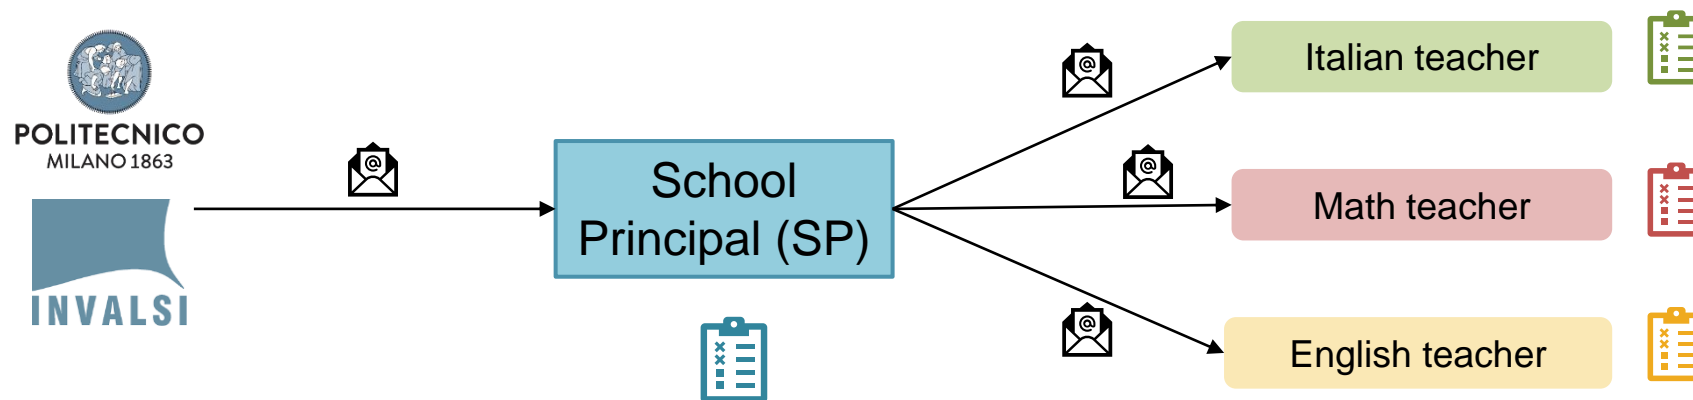 POLITECNICO
MILANO 1863
INVALSI
@
School
Principal (SP)
@
Italian teacher
@
Math teacher
@
English teacher